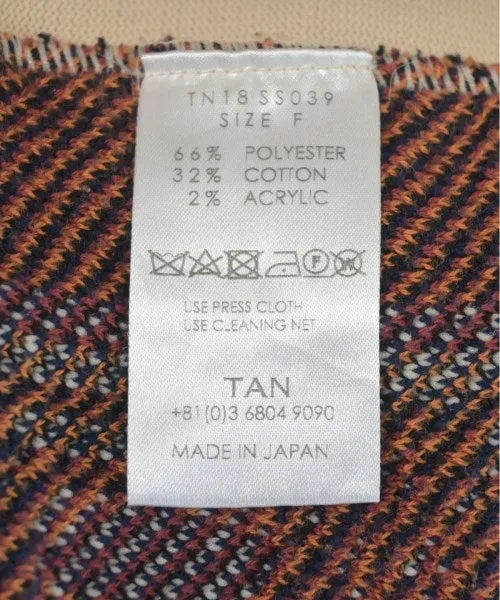 TN18SS039
SIZE F
66% POLYESTER
32% COTTON
2% ACRYLIC
F W
USE PRESS CLOTH
USE CLEANING NET
TAN
+81(0)3 6804 9090
MADE IN JAPAN